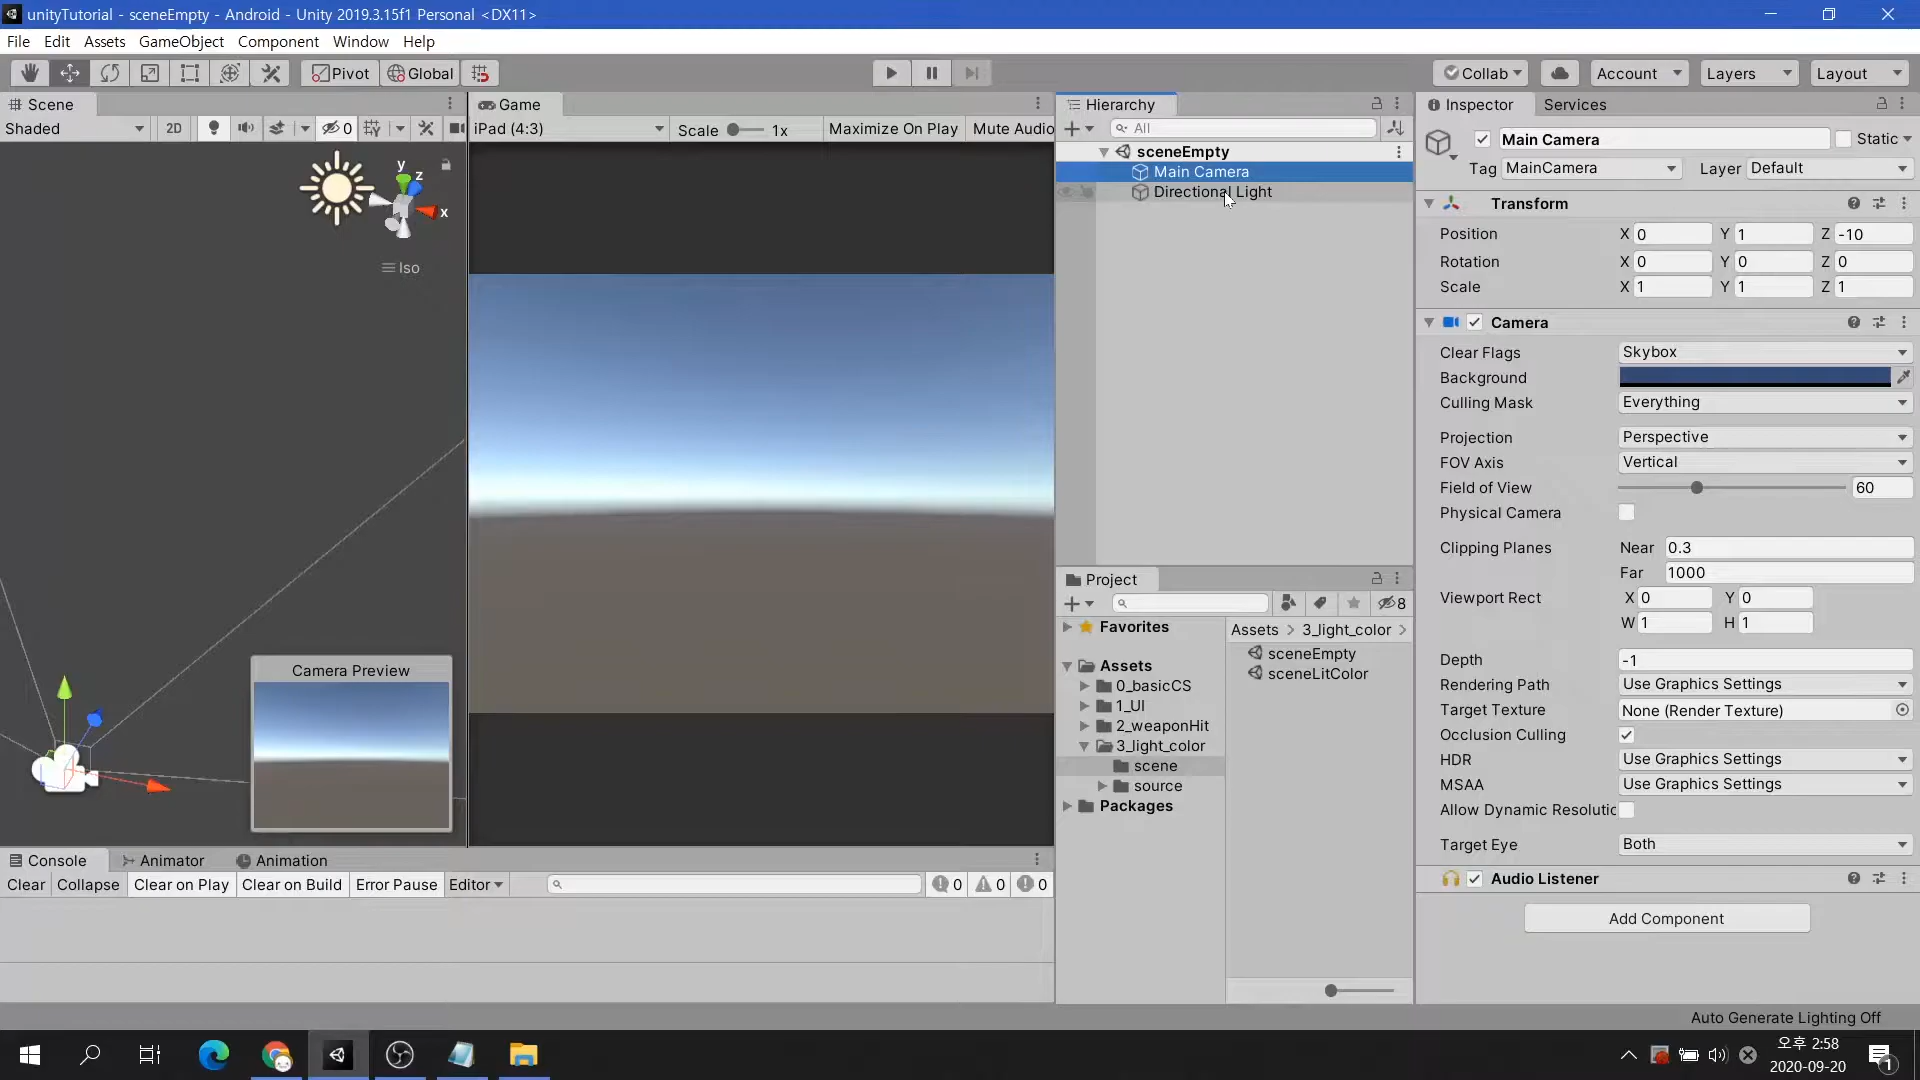 unityTutorial - sceneEmpty - Android - Unity 2019.3.15f1 Personal <DX11>
File Edit Assets GameObject Component Window Help
Pivot Global Collab Account Layers Layout
Scene
Shaded 2D 0
y
z
x
Iso
Camera Preview
Game
iPad (4:3) Scale 1x Maximize On Play Mute Audio
Hierarchy
All
sceneEmpty
Main Camera
Directional Light
Project
8
Favorites
Assets
0_basicCS
1_UI
2_weaponHit
3_light_color
scene
source
Packages
Assets > 3_light_color >
sceneEmpty
sceneLitColor
Inspector Services
Main Camera Static
Tag MainCamera Layer Default
Transform
Position X 0 Y 1 Z -10
Rotation X 0 Y 0 Z 0
Scale X 1 Y 1 Z 1
Camera
Clear Flags Skybox
Background
Culling Mask Everything
Projection Perspective
FOV Axis Vertical
Field of View 60
Physical Camera
Clipping Planes Near 0.3
Far 1000
Viewport Rect X 0 Y 0
W 1 H 1
Depth -1
Rendering Path Use Graphics Settings
Target Texture None (Render Texture)
Occlusion Culling
HDR Use Graphics Settings
MSAA Use Graphics Settings
Allow Dynamic Resolutic
Target Eye Both
Audio Listener
Add Component
Console Animator Animation
Clear Collapse Clear on Play Clear on Build Error Pause Editor 0 0 0
Auto Generate Lighting Off
오후 2:58
2020-09-20
1